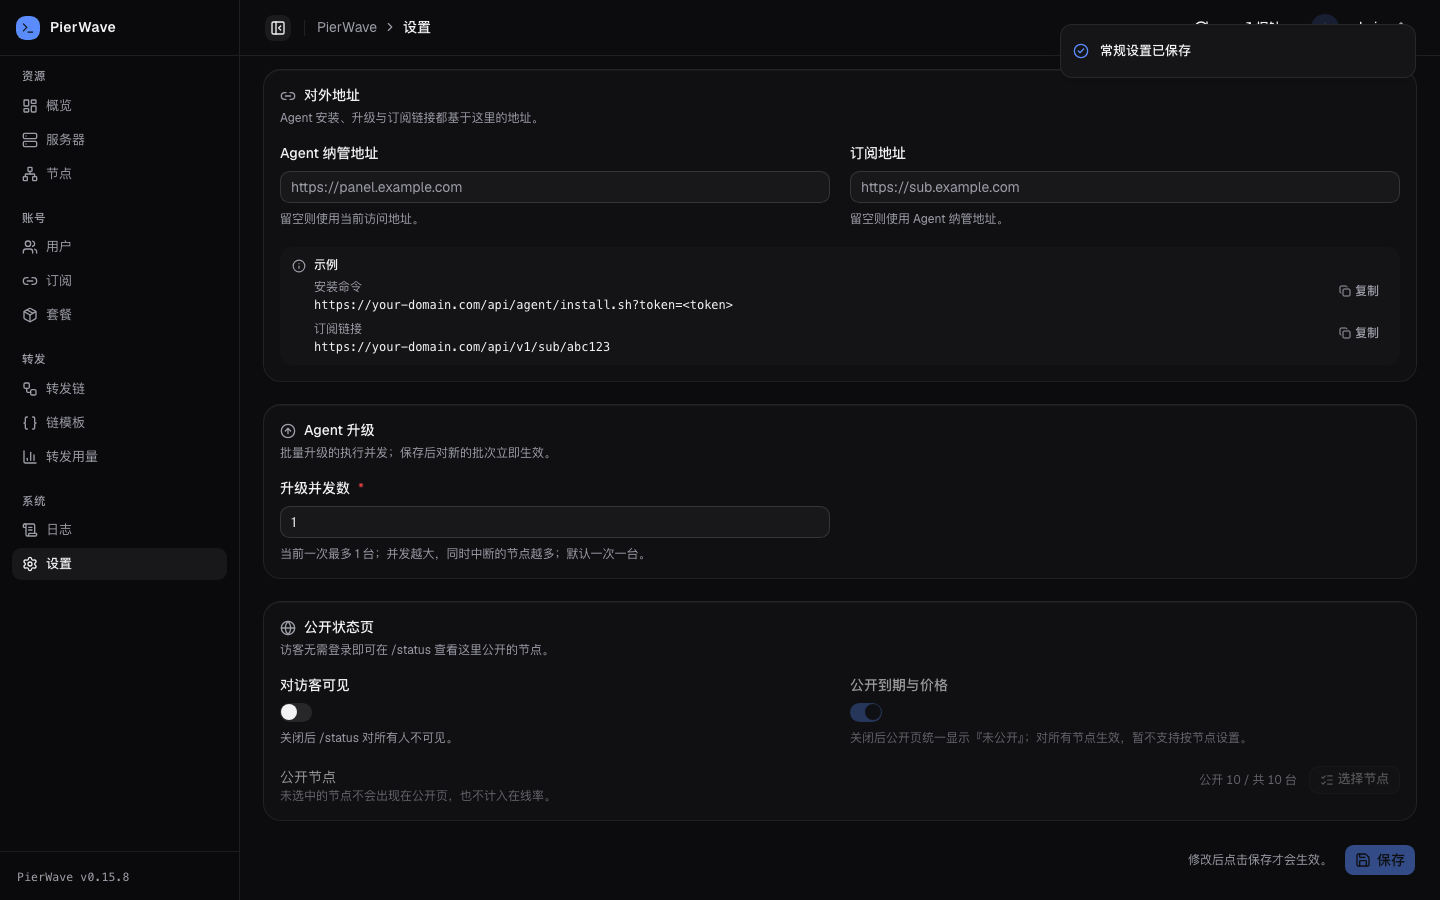 PierWave
PierWave > 设置
常规设置已保存
资源
概览
服务器
节点
账号
用户
订阅
套餐
转发
转发链
链模板
转发用量
系统
日志
设置
PierWave v0.15.8
对外地址
Agent 安装、升级与订阅链接都基于这里的地址。
Agent 纳管地址
https://panel.example.com
留空则使用当前访问地址。
订阅地址
https://sub.example.com
留空则使用 Agent 纳管地址。
示例
安装命令
https://your-domain.com/api/agent/install.sh?token=<token>
复制
订阅链接
https://your-domain.com/api/v1/sub/abc123
复制
Agent 升级
批量升级的执行并发；保存后对新的批次立即生效。
升级并发数 *
1
当前一次最多 1 台；并发越大，同时中断的节点越多；默认一次一台。
公开状态页
访客无需登录即可在 /status 查看这里公开的节点。
对访客可见
关闭后 /status 对所有人不可见。
公开到期与价格
关闭后公开页统一显示『未公开』；对所有节点生效，暂不支持按节点设置。
公开节点
未选中的节点不会出现在公开页，也不计入在线率。
公开 10 / 共 10 台
选择节点
修改后点击保存才会生效。
保存